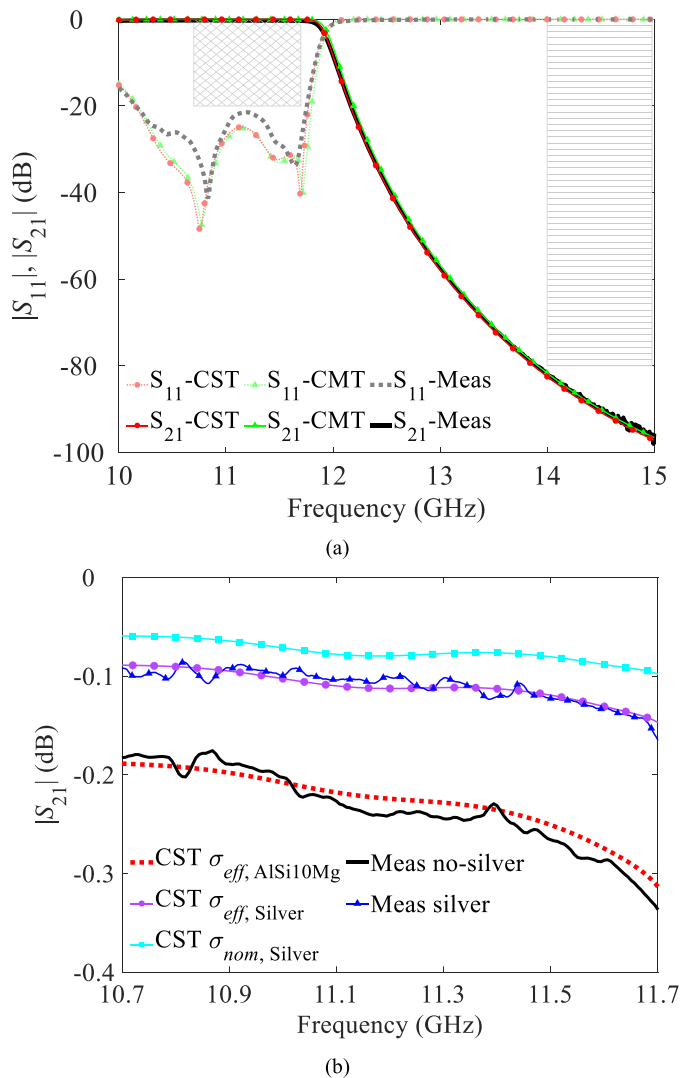 0
-20
-40
-60
-80
-100
|S11|, |S21| (dB)
S11-CST S11-CMT S11-Meas
S21-CST S21-CMT S21-Meas
10 11 12 13 14 15
Frequency (GHz)
(a)
0
-0.1
-0.2
-0.3
-0.4
|S21| (dB)
CST σeff, AlSi10Mg Meas no-silver
CST σeff, Silver Meas silver
CST σnom, Silver
10.7 10.9 11.1 11.3 11.5 11.7
Frequency (GHz)
(b)